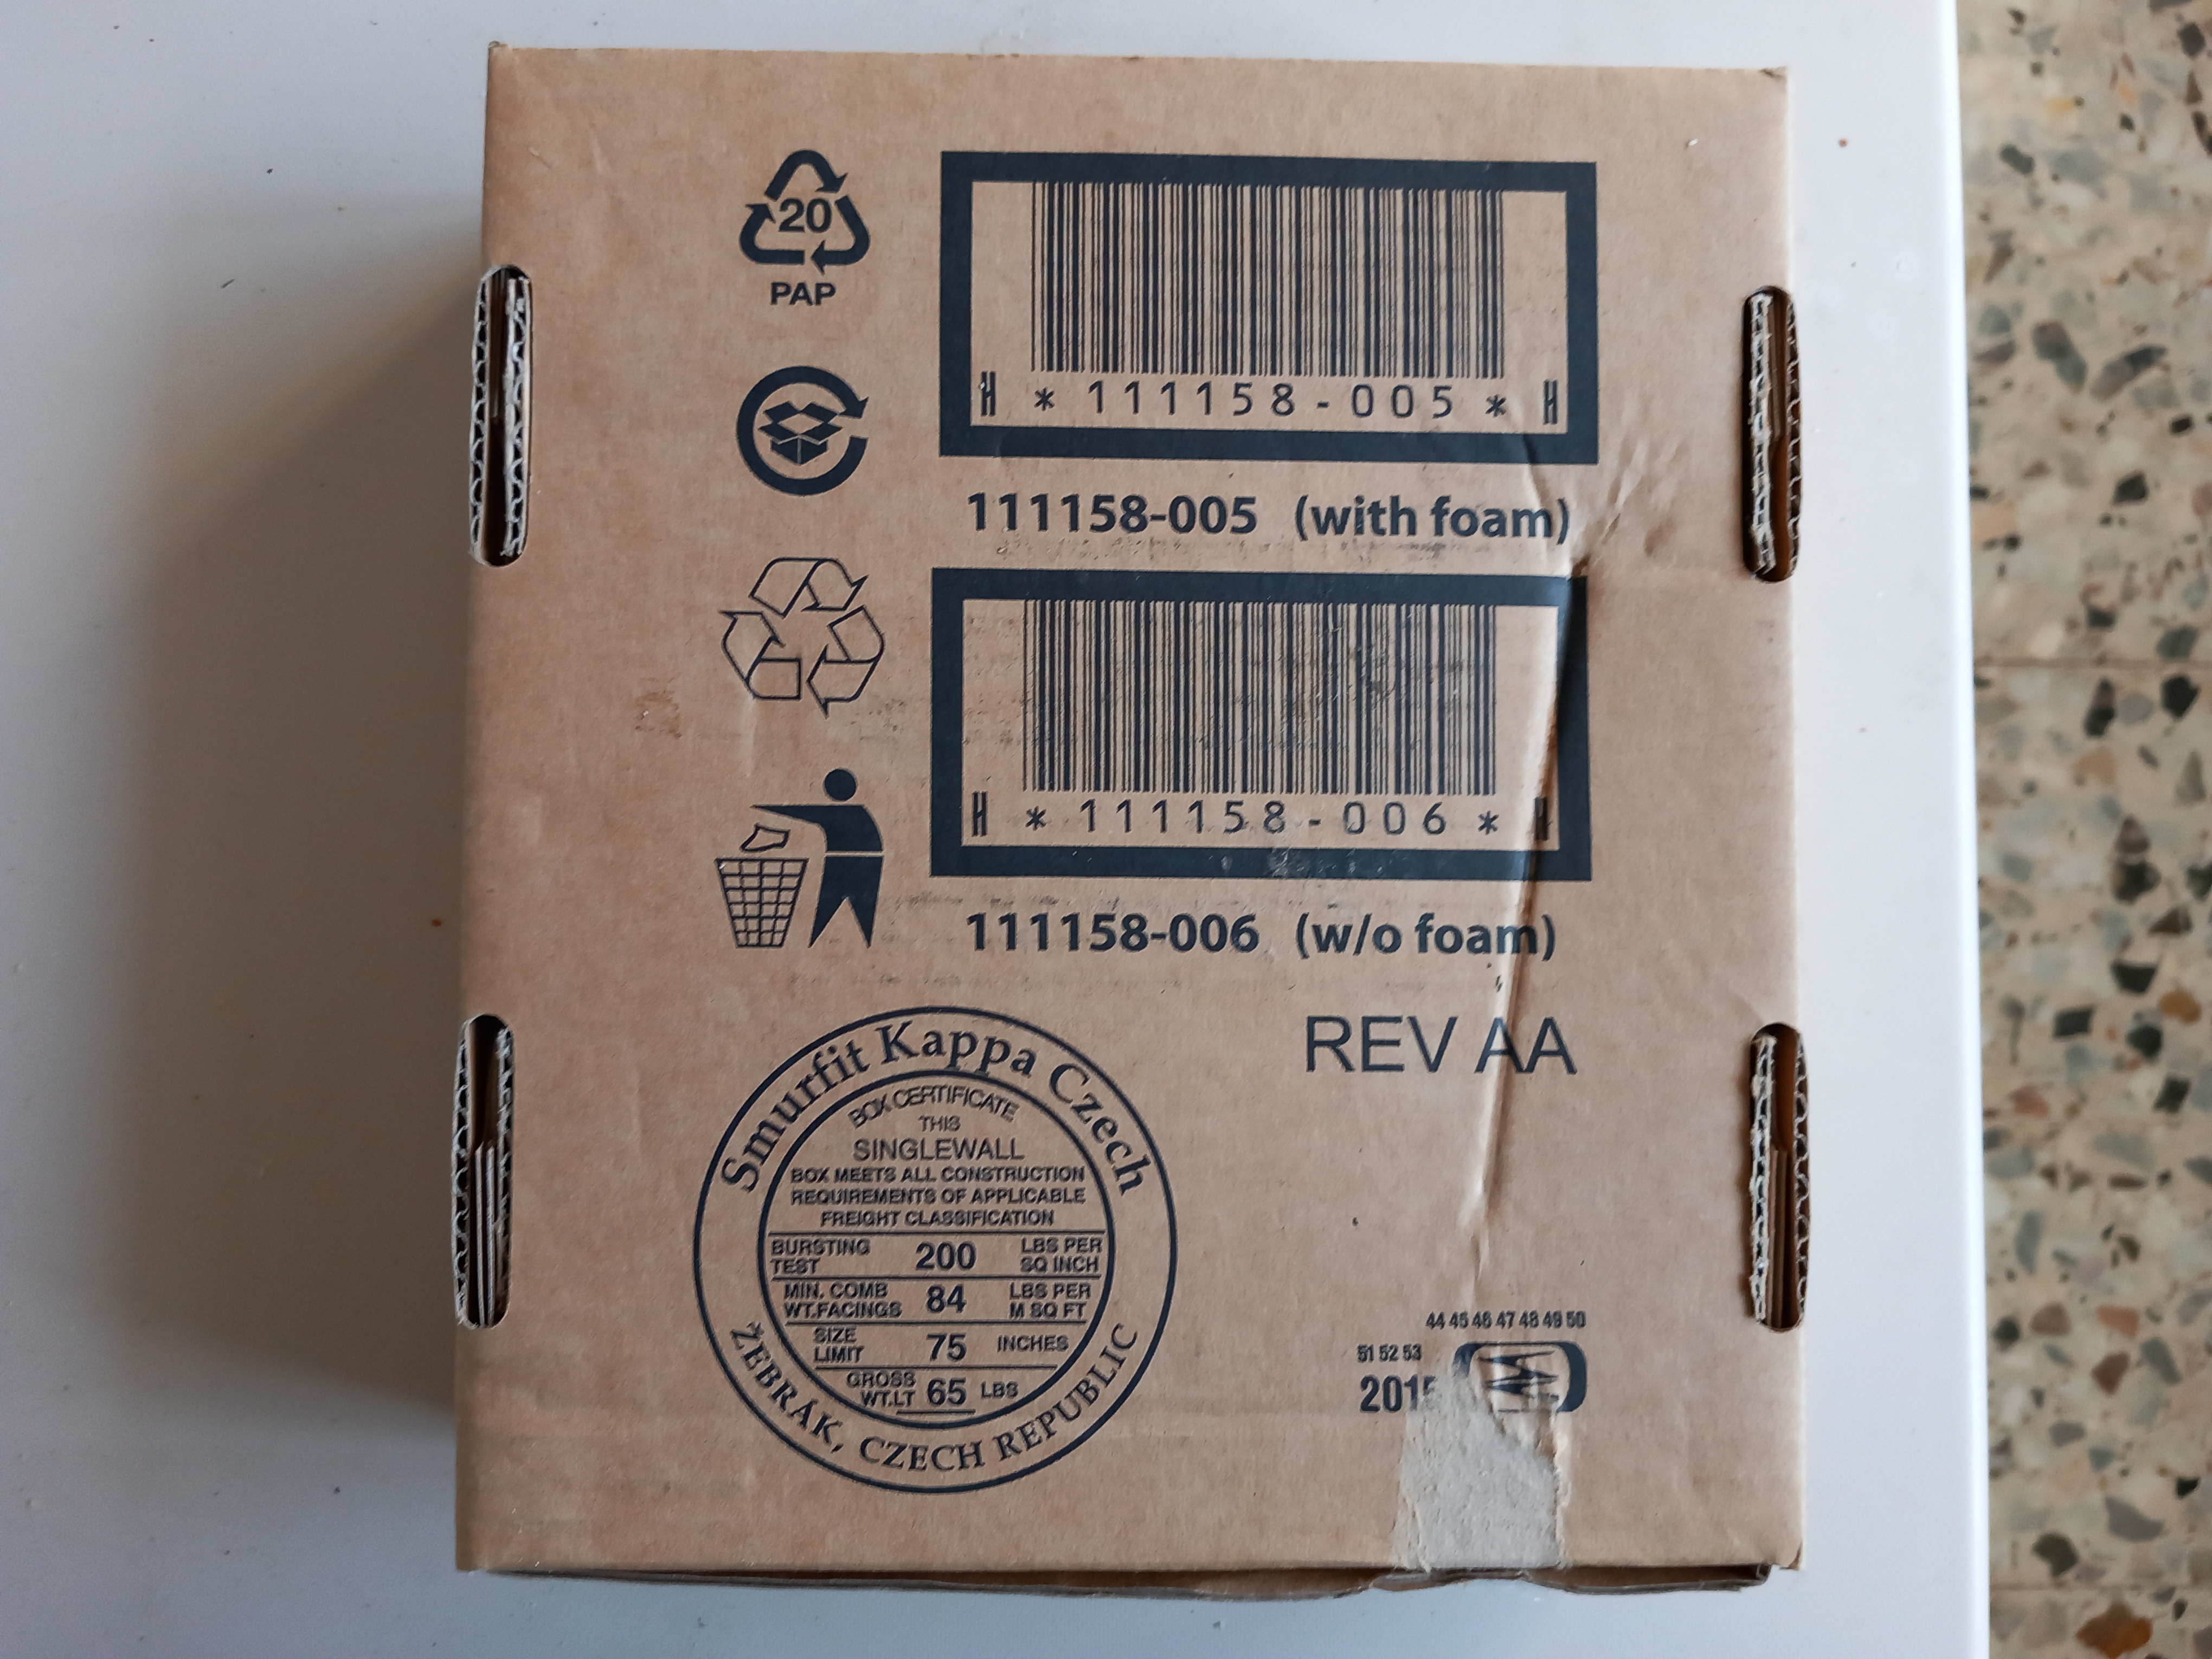 20
PAP
H * 111158-005 * H
111158-005 (with foam)
H * 111158-006 * H
111158-006 (w/o foam)
REV AA
Smurfit Kappa Czech
BOX CERTIFICATE
THIS
SINGLEWALL
BOX MEETS ALL CONSTRUCTION
REQUIREMENTS OF APPLICABLE
FREIGHT CLASSIFICATION
BURSTING TEST 200 LBS PER SQ INCH
MIN. COMB WT.FACINGS 84 LBS PER M SQ FT
SIZE LIMIT 75 INCHES
GROSS WT.LT 65 LBS
ŽEBRÁK, CZECH REPUBLIC
44 45 46 47 48 49 50
51 52 53
2015